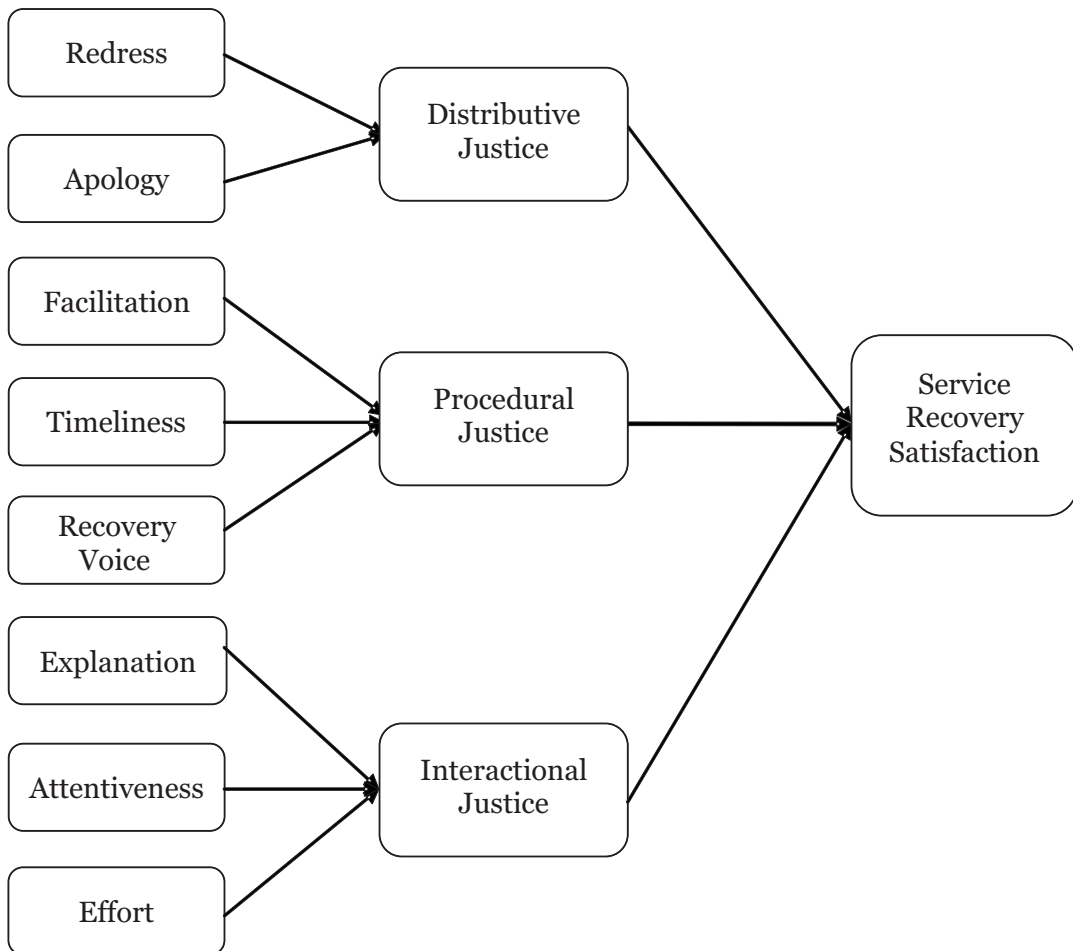 Redress
Apology
Distributive
Justice
Facilitation
Timeliness
Recovery
Voice
Procedural
Justice
Explanation
Attentiveness
Effort
Interactional
Justice
Service
Recovery
Satisfaction